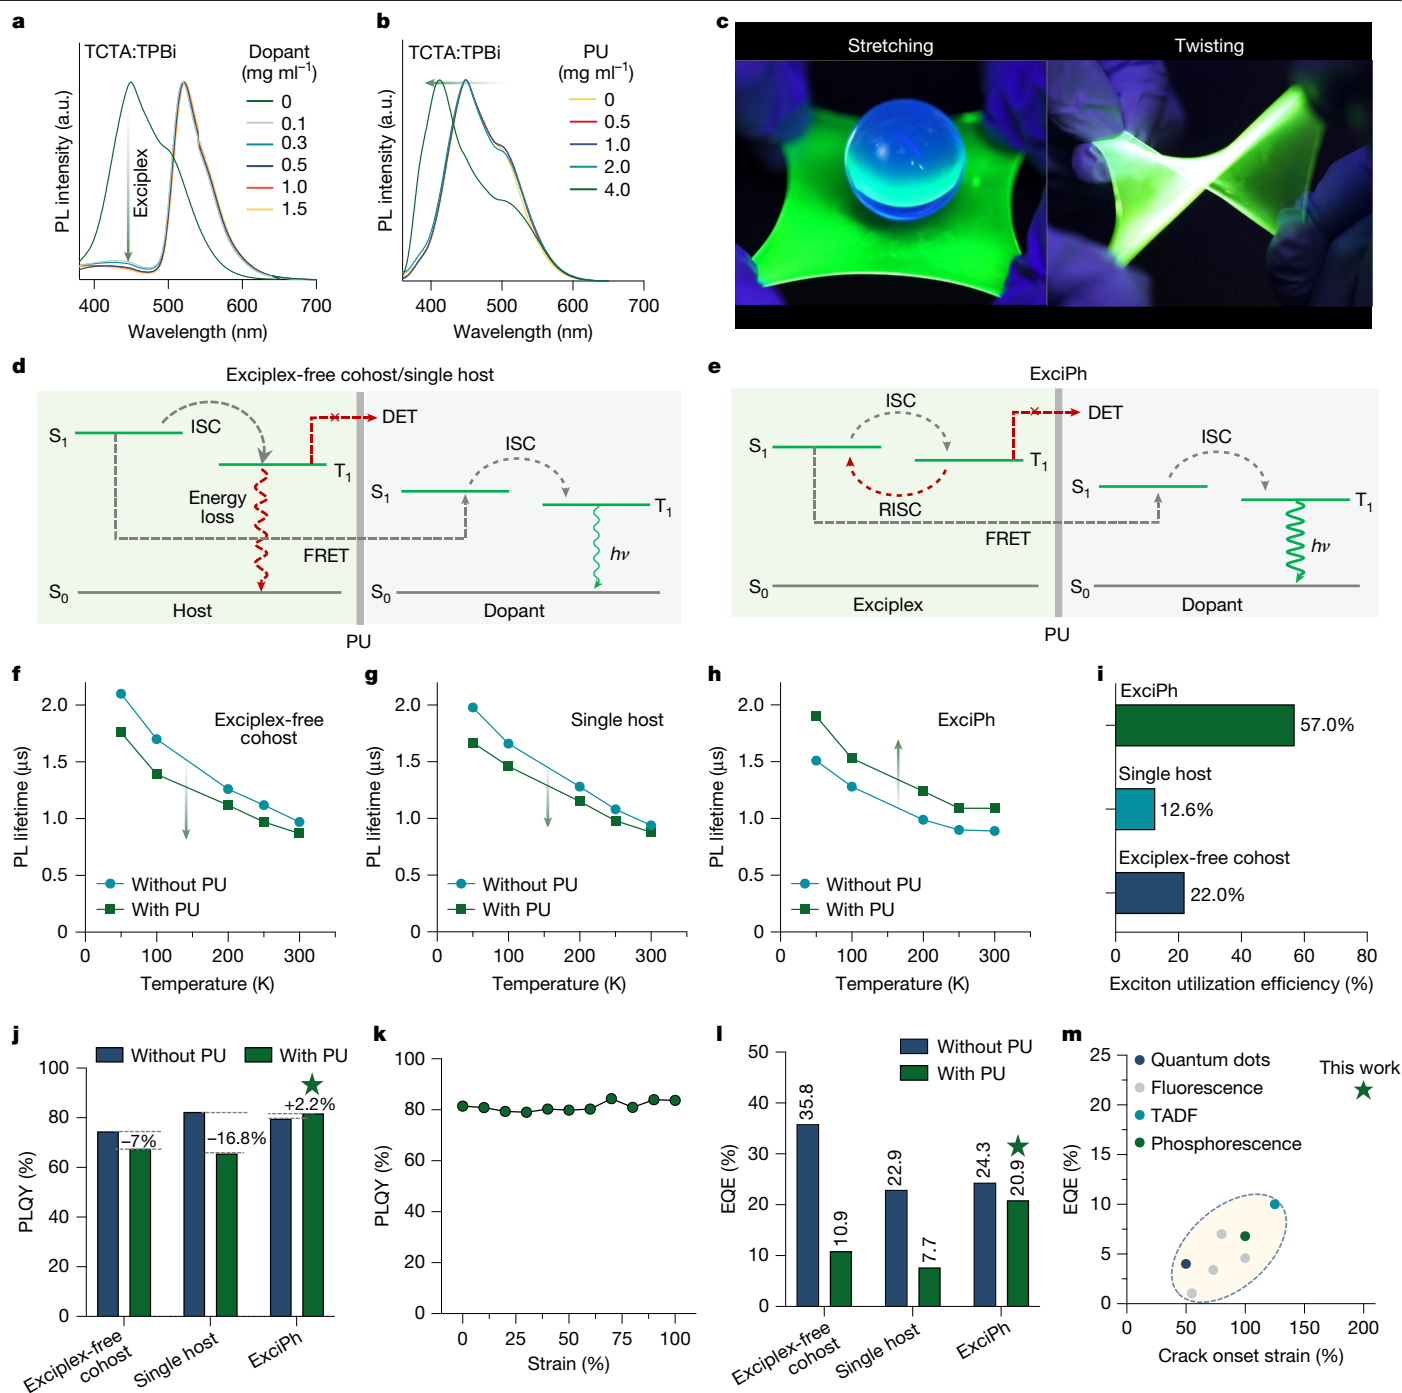 a
TCTA:TPBi
Dopant
(mg ml⁻¹)
0
0.1
0.3
0.5
1.0
1.5
Exciplex
PL intensity (a.u.)
400 500 600 700
Wavelength (nm)
b
TCTA:TPBi
PU
(mg ml⁻¹)
0
0.5
1.0
2.0
4.0
PL intensity (a.u.)
400 500 600 700
Wavelength (nm)
c
Stretching
Twisting
d
Exciplex-free cohost/single host
S₁
ISC
DET
T₁
Energy
loss
FRET
S₀
Host
S₁
ISC
T₁
hν
S₀
Dopant
PU
e
ExciPh
S₁
ISC
RISC
DET
T₁
FRET
S₀
Exciplex
S₁
ISC
T₁
hν
S₀
Dopant
PU
f
Exciplex-free
cohost
PL lifetime (μs)
2.0
1.5
1.0
0.5
0
Without PU
With PU
0 100 200 300
Temperature (K)
g
Single host
PL lifetime (μs)
2.0
1.5
1.0
0.5
0
Without PU
With PU
0 100 200 300
Temperature (K)
h
ExciPh
PL lifetime (μs)
2.0
1.5
1.0
0.5
0
Without PU
With PU
0 100 200 300
Temperature (K)
i
ExciPh
57.0%
Single host
12.6%
Exciplex-free cohost
22.0%
0 20 40 60 80
Exciton utilization efficiency (%)
j
Without PU
With PU
PLQY (%)
100
80
60
40
20
0
−7%
−16.8%
+2.2%
Exciplex-free
cohost
Single host
ExciPh
k
PLQY (%)
100
80
60
40
20
0
0 25 50 75 100
Strain (%)
l
Without PU
With PU
EQE (%)
50
40
30
20
10
0
35.8
10.9
22.9
7.7
24.3
20.9
Exciplex-free
cohost
Single host
ExciPh
m
Quantum dots
Fluorescence
TADF
Phosphorescence
This work
EQE (%)
25
20
15
10
5
0
0 50 100 150 200
Crack onset strain (%)